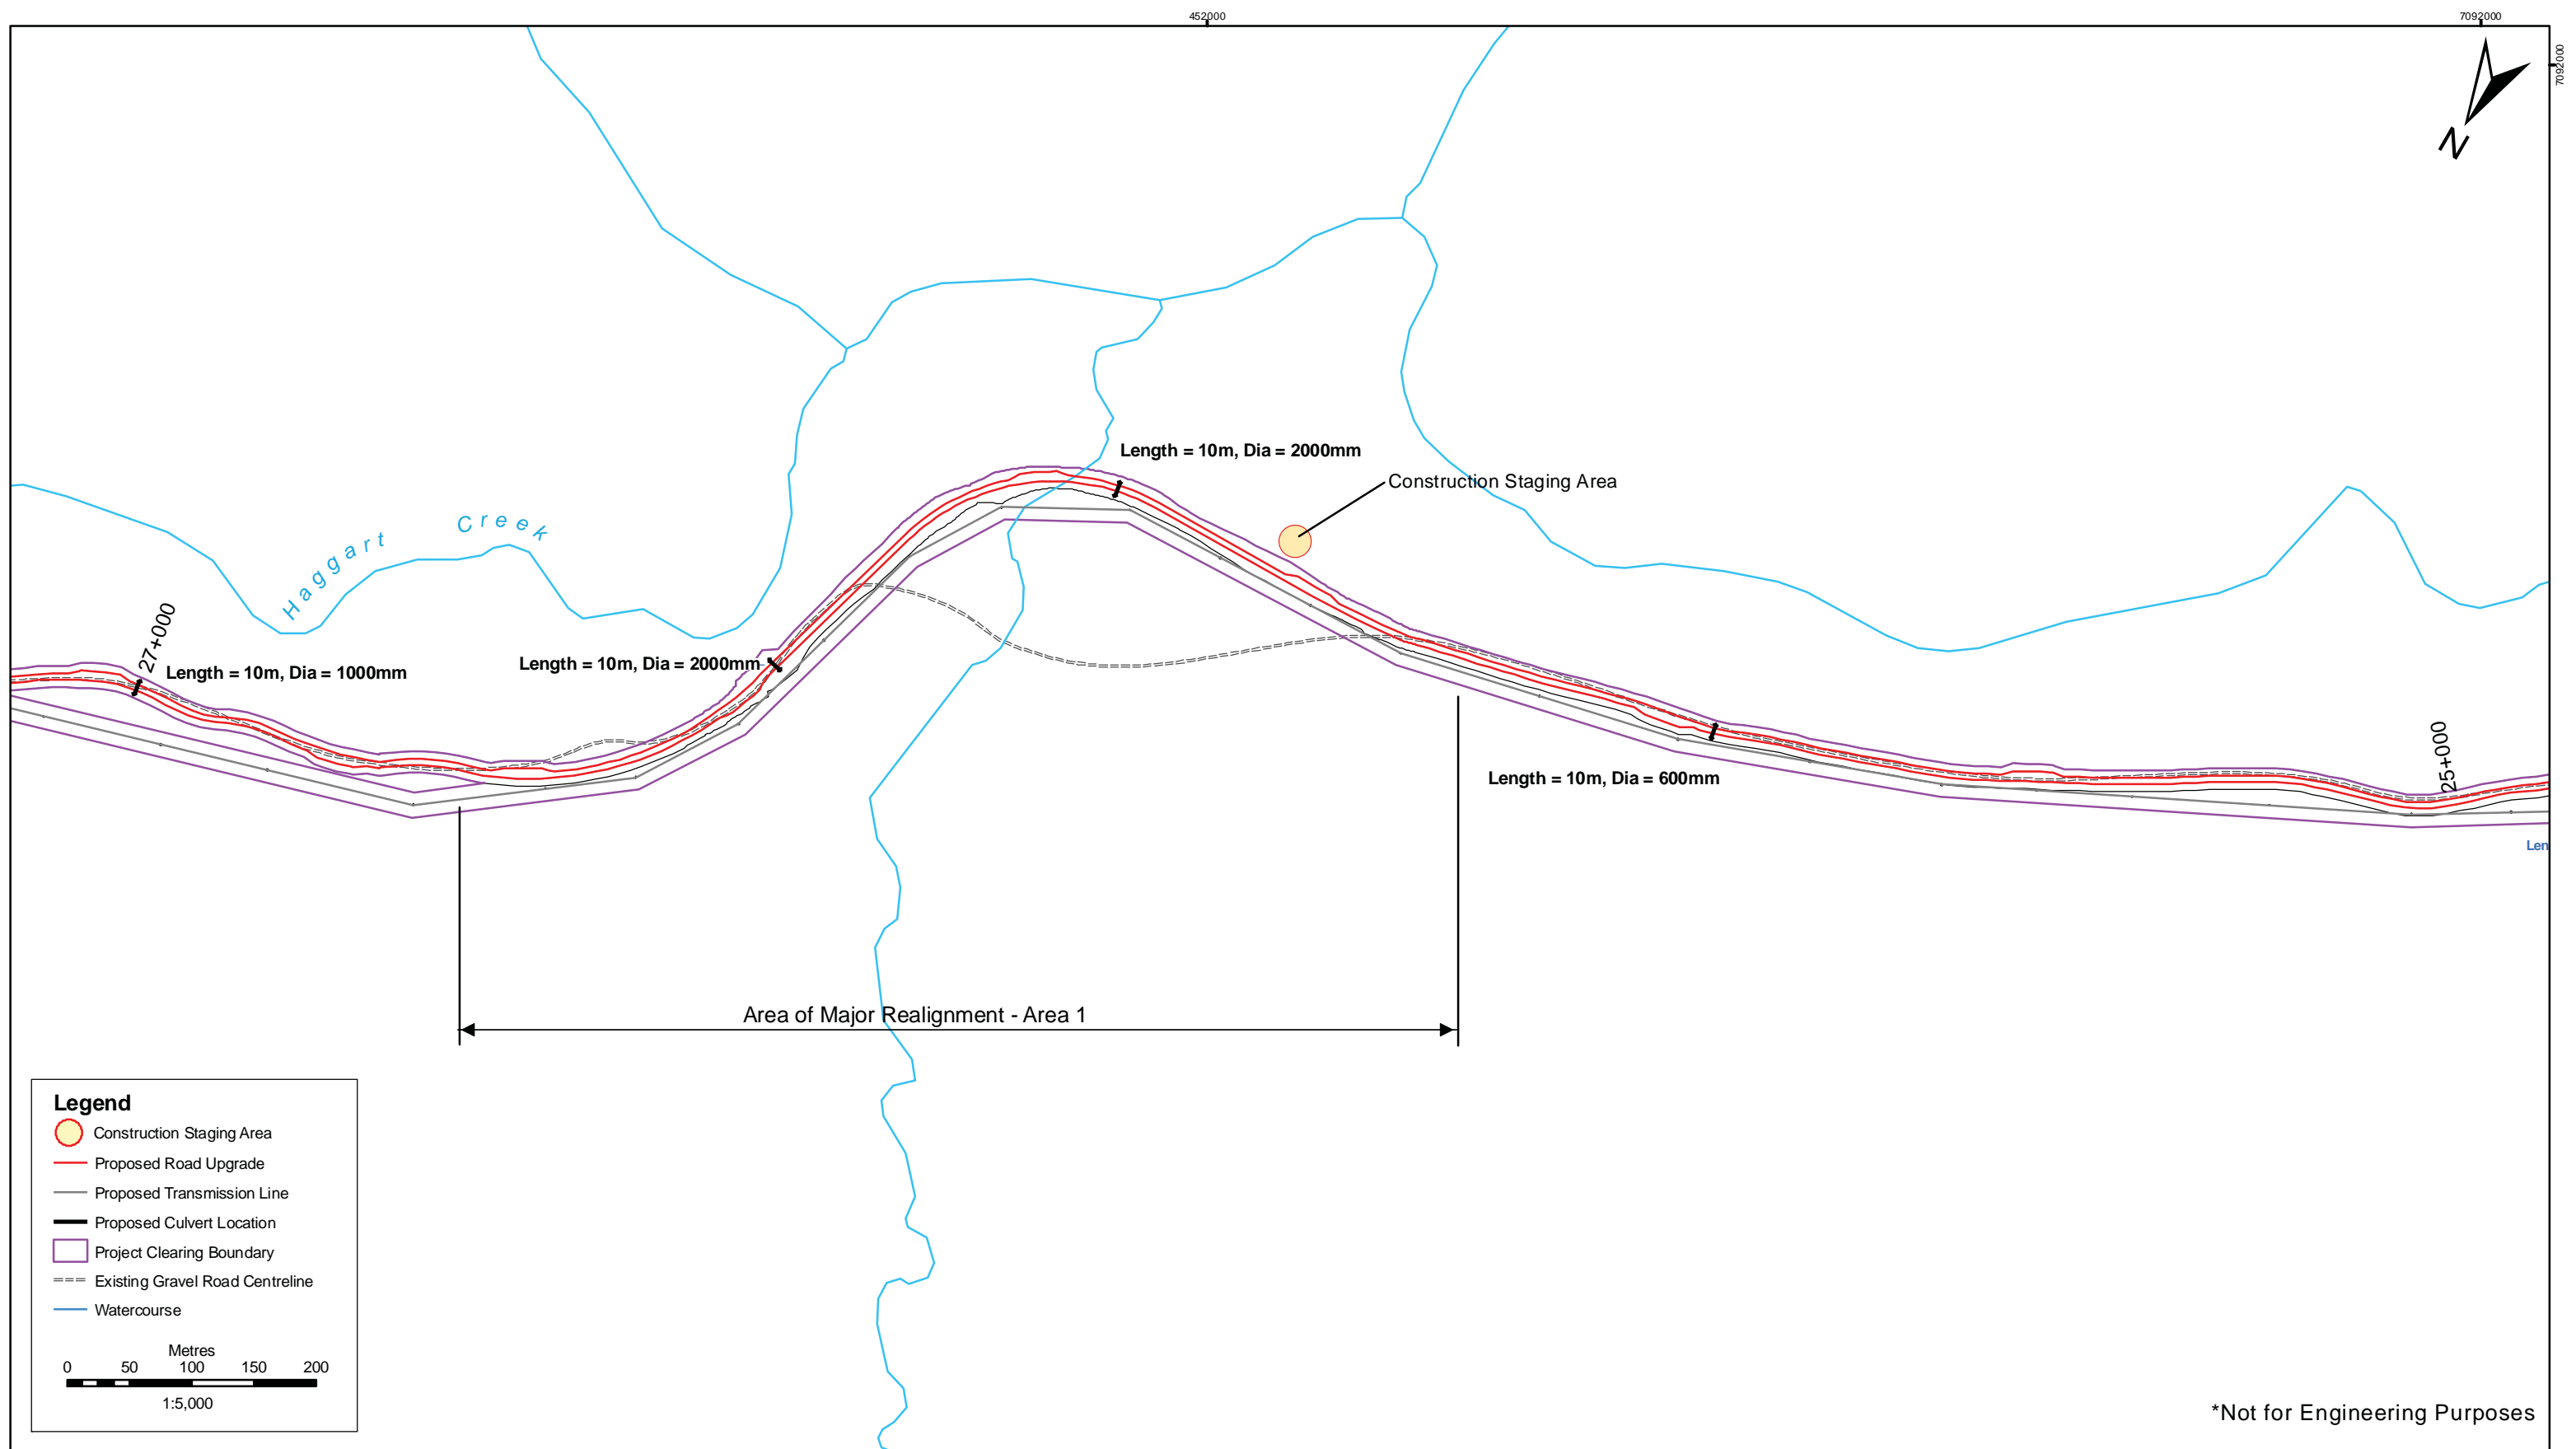 452000
7092000
7092000
N
Length = 10m, Dia = 2000mm
Construction Staging Area
Haggart Creek
27+000
Length = 10m, Dia = 1000mm
Length = 10m, Dia = 2000mm
Length = 10m, Dia = 600mm
25+000
Len
Area of Major Realignment - Area 1
Legend
Construction Staging Area
Proposed Road Upgrade
Proposed Transmission Line
Proposed Culvert Location
Project Clearing Boundary
Existing Gravel Road Centreline
Watercourse
Metres
0 50 100 150 200
1:5,000
*Not for Engineering Purposes